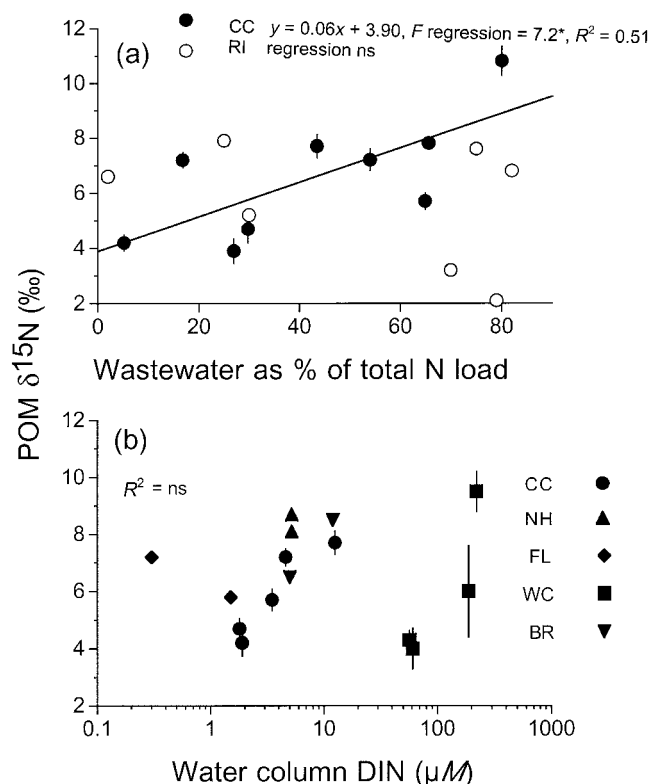 CC y = 0.06x + 3.90, F regression = 7.2*, R² = 0.51
RI regression ns
(a)
12
10
8
6
4
2
0 20 40 60 80
Wastewater as % of total N load
POM δ¹⁵N (‰)
(b)
R² = ns
12
10
8
6
4
2
CC
NH
FL
WC
BR
0.1 1 10 100 1000
Water column DIN (μM)